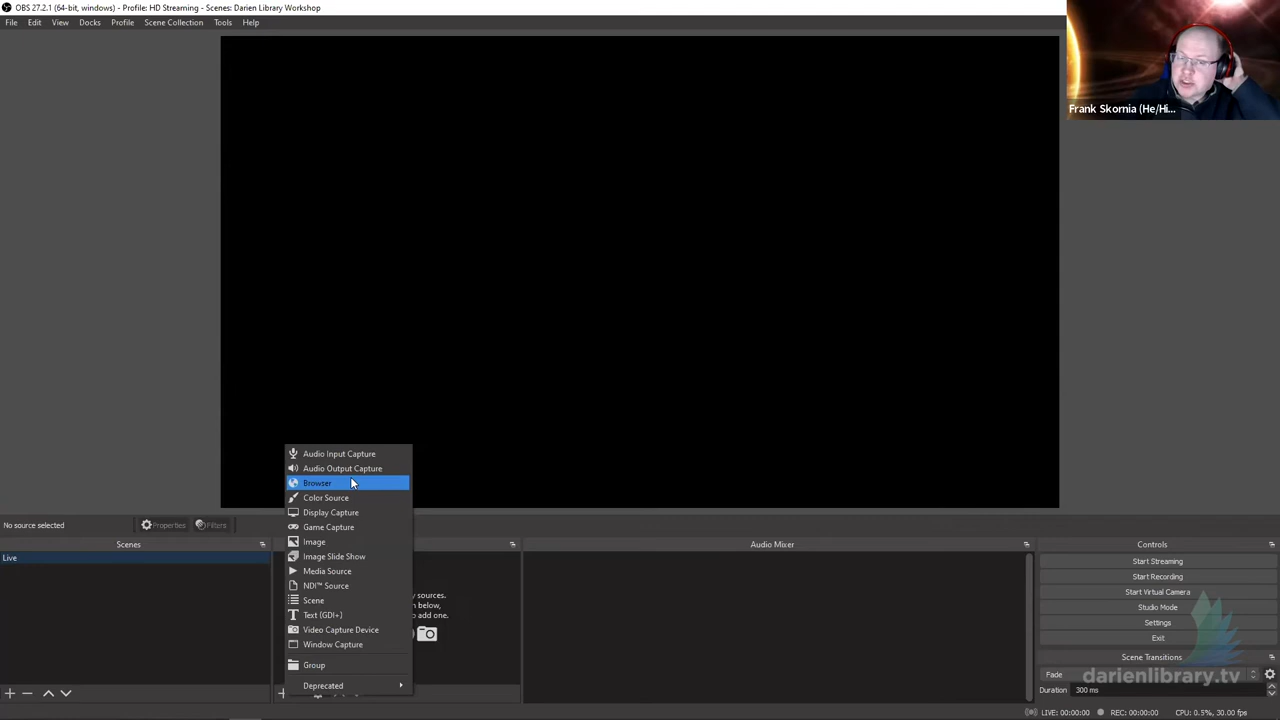 OBS 27.2.1 (64-bit, windows) - Profile: HD Streaming - Scenes: Darien Library Workshop
File Edit View Docks Profile Scene Collection Tools Help
Frank Skornia (He/Hi...
Audio Input Capture
Audio Output Capture
Browser
Color Source
Display Capture
Game Capture
Image
Image Slide Show
Media Source
NDI™ Source
Scene
Text (GDI+)
Video Capture Device
Window Capture
Group
Deprecated
No source selected
Properties
Filters
Scenes
Live
sources.
below,
add one.
Audio Mixer
Controls
Start Streaming
Start Recording
Start Virtual Camera
Studio Mode
Settings
Exit
Scene Transitions
Fade
Duration 300 ms
darienlibrary.tv
LIVE: 00:00:00 REC: 00:00:00 CPU: 0.5%, 30.00 fps